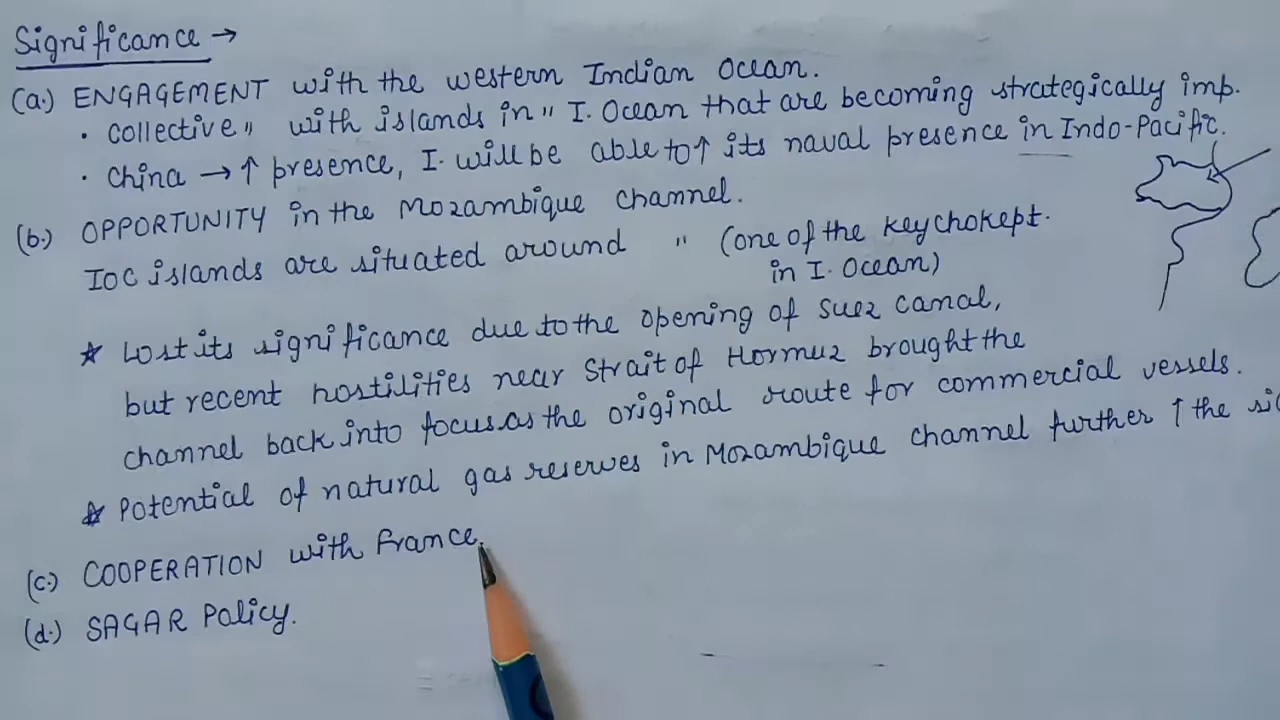 Significance →
(a.) ENGAGEMENT with the western Indian Ocean.
• collective " with islands in " I. Ocean that are becoming strategically imp.
• China → ↑ presence, I. will be able to ↑ its naval presence in Indo-Pacific.
(b.) OPPORTUNITY in the Mozambique Channel.
IOC islands are situated around " (one of the key chokept.
in I. Ocean)
★ Lost its significance due to the opening of Suez canal,
but recent hostilities near Strait of Hormuz brought the
channel back into focus as the original route for commercial vessels.
★ Potential of natural gas reserves in Mozambique channel further ↑ the
(c.) COOPERATION with France.
(d.) SAGAR Policy.